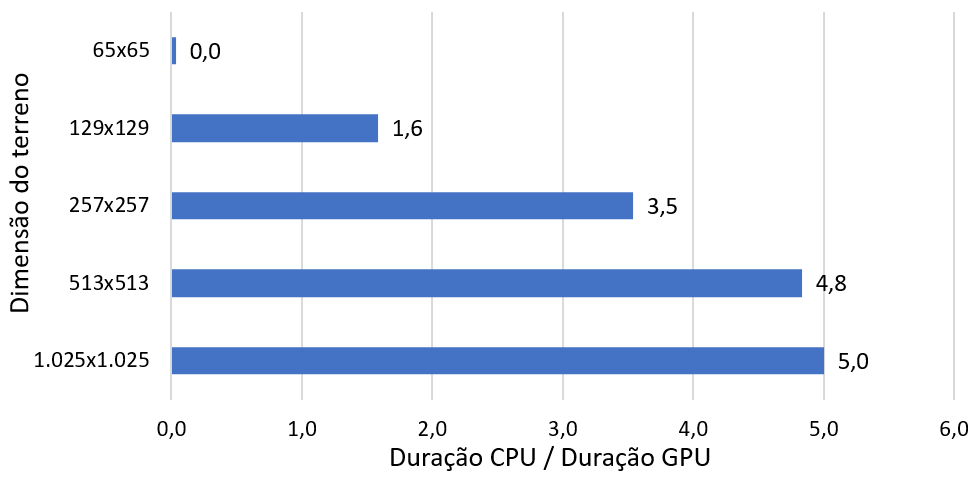 Dimensão do terreno
65x65
0,0
129x129
1,6
257x257
3,5
513x513
4,8
1.025x1.025
5,0
0,0 1,0 2,0 3,0 4,0 5,0 6,0
Duração CPU / Duração GPU